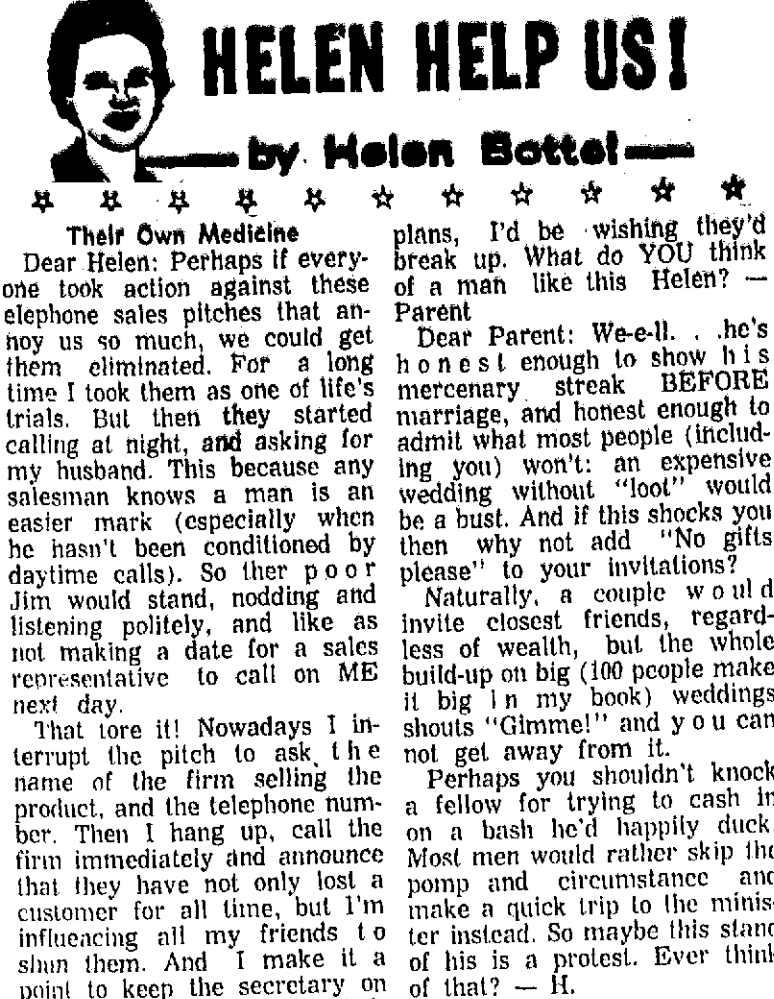 HELEN HELP US!
by Helen Bottel
Their Own Medicine
Dear Helen: Perhaps if every-
one took action against these
elephone sales pitches that an-
noy us so much, we could get
them eliminated. For a long
time I took them as one of life's
trials. But then they started
calling at night, and asking for
my husband. This because any
salesman knows a man is an
easier mark (especially when
he hasn't been conditioned by
daytime calls). So ther poor
Jim would stand, nodding and
listening politely, and like as
not making a date for a sales
representative to call on ME
next day.
That tore it! Nowadays I in-
terrupt the pitch to ask the
name of the firm selling the
product, and the telephone num-
ber. Then I hang up, call the
firm immediately and announce
that they have not only lost a
customer for all time, but I'm
influencing all my friends to
shun them. And I make it a
point to keep the secretary on
plans, I'd be wishing they'd
break up. What do YOU think
of a man like this Helen? —
Parent
Dear Parent: We-e-ll. . .he's
honest enough to show his
mercenary streak BEFORE
marriage, and honest enough to
admit what most people (includ-
ing you) won't: an expensive
wedding without "loot" would
be a bust. And if this shocks you
then why not add "No gifts
please" to your invitations?
Naturally, a couple would
invite closest friends, regard-
less of wealth, but the whole
build-up on big (100 people make
it big in my book) weddings
shouts "Gimme!" and you can
not get away from it.
Perhaps you shouldn't knock
a fellow for trying to cash in
on a bash he'd happily duck.
Most men would rather skip the
pomp and circumstance and
make a quick trip to the minis-
ter instead. So maybe this stand
of his is a protest. Ever think
of that? — H.